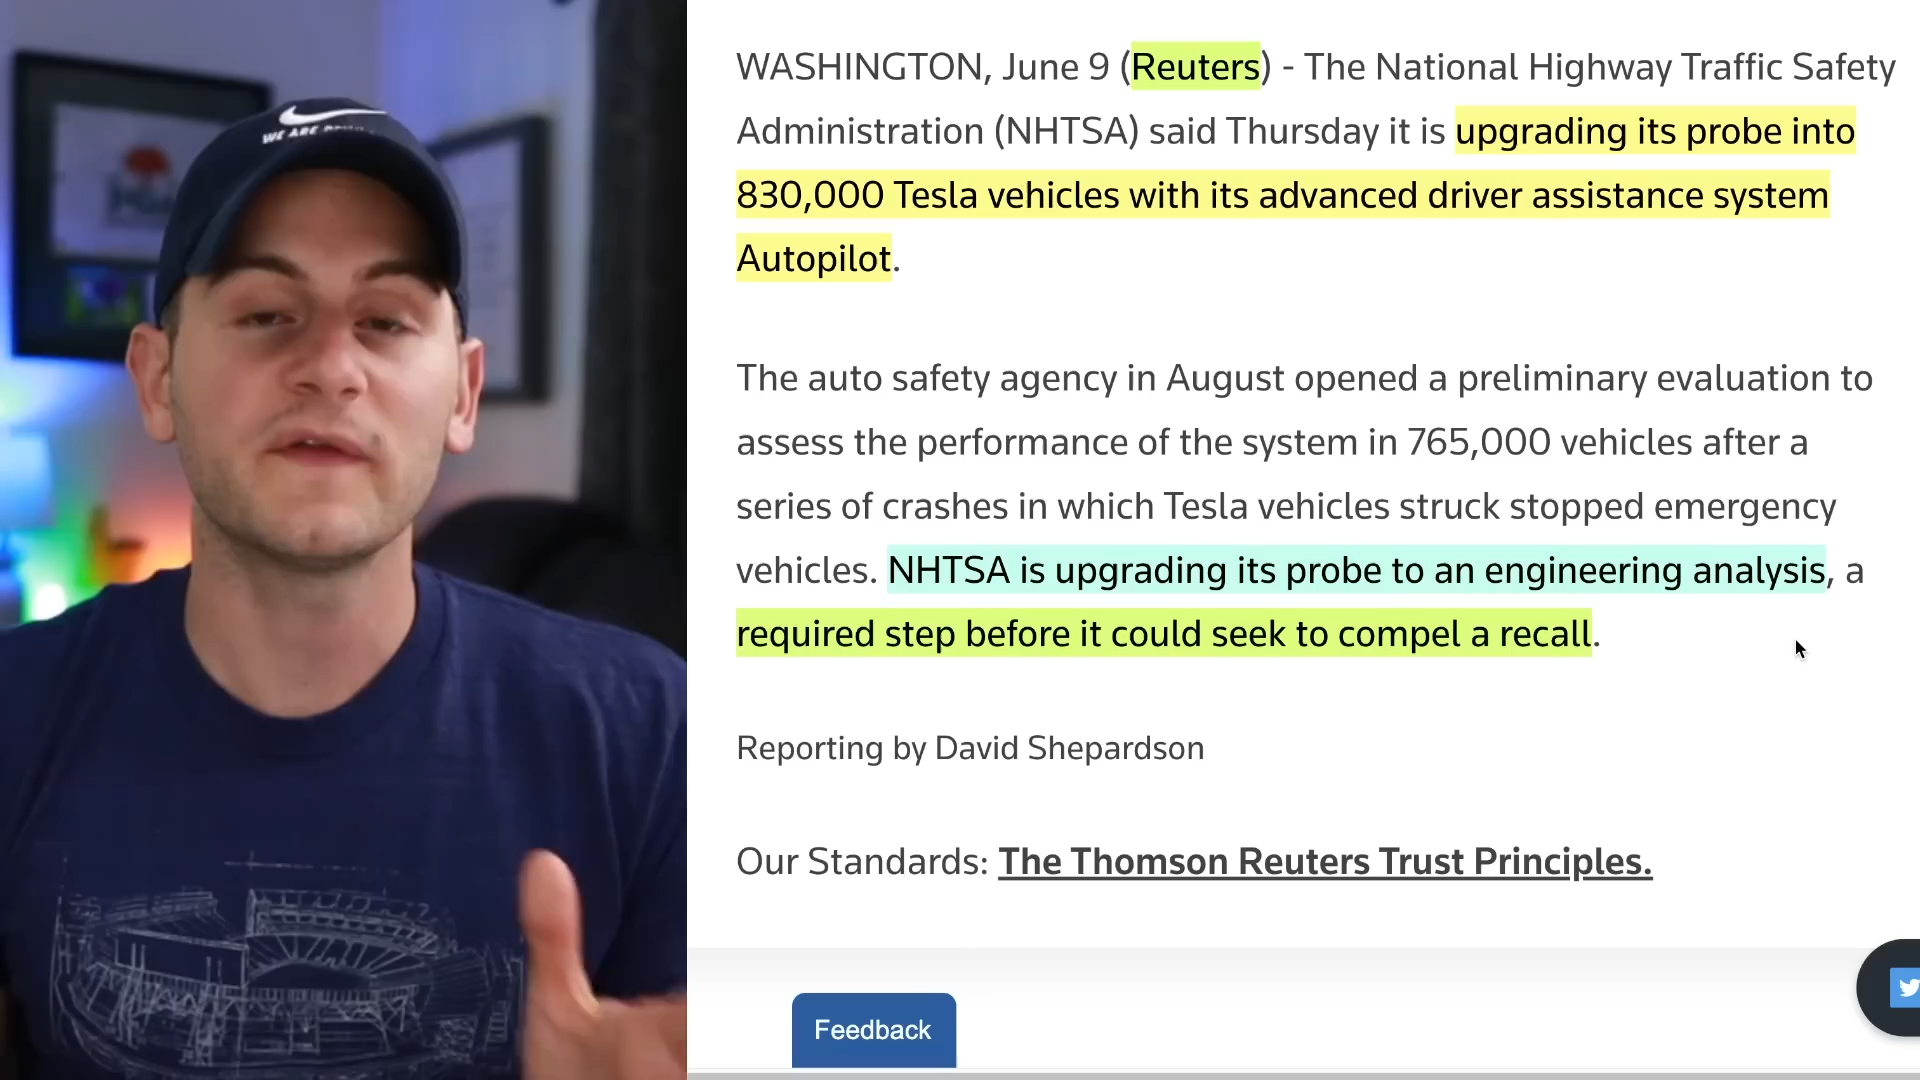 WE ARE
WASHINGTON, June 9 (Reuters) - The National Highway Traffic Safety
Administration (NHTSA) said Thursday it is upgrading its probe into
830,000 Tesla vehicles with its advanced driver assistance system
Autopilot.
The auto safety agency in August opened a preliminary evaluation to
assess the performance of the system in 765,000 vehicles after a
series of crashes in which Tesla vehicles struck stopped emergency
vehicles. NHTSA is upgrading its probe to an engineering analysis, a
required step before it could seek to compel a recall.
Reporting by David Shepardson
Our Standards: The Thomson Reuters Trust Principles.
Feedback